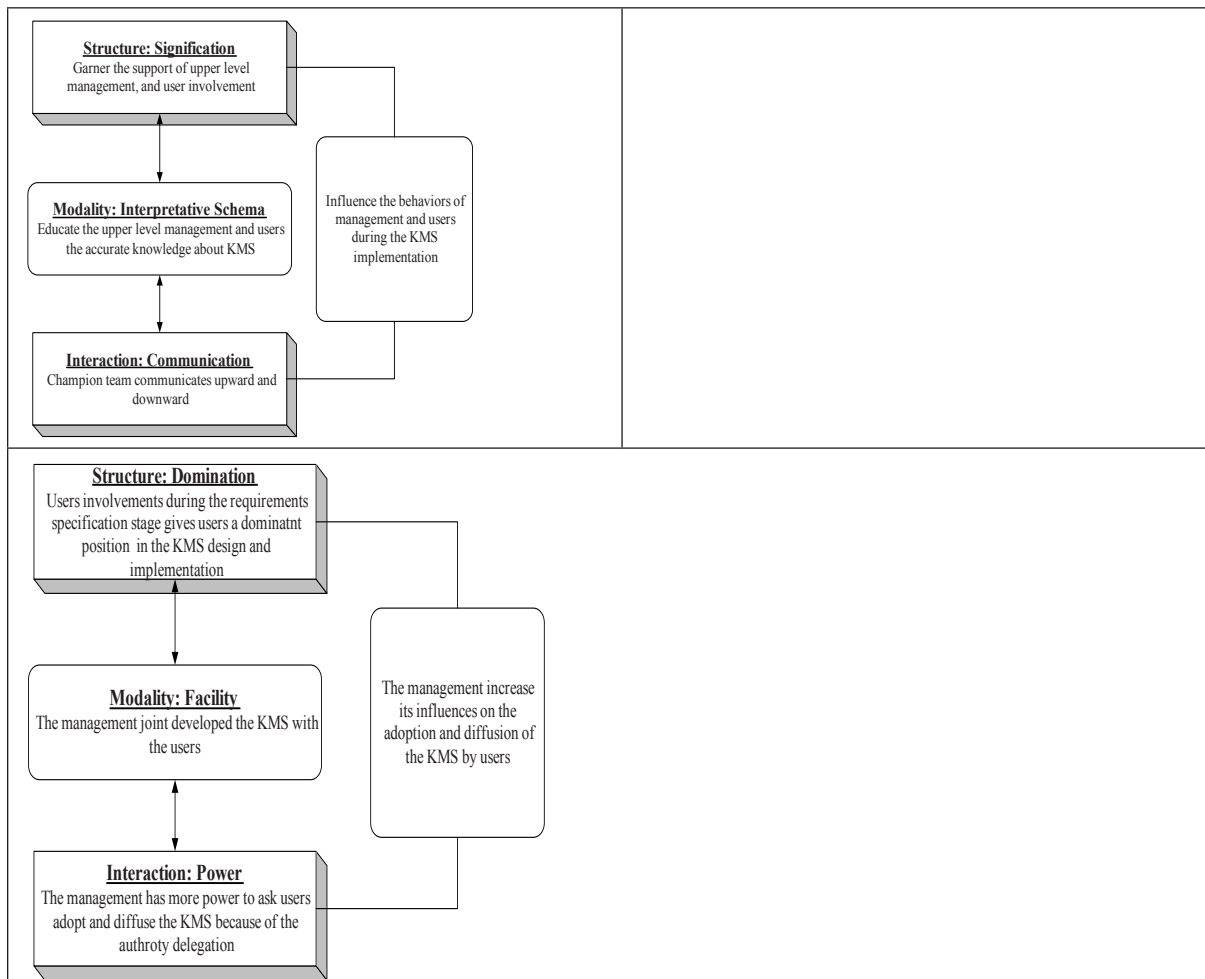 Structure: Signification
Garner the support of upper level
management, and user involvement
Modality: Interpretative Schema
Educate the upper level management and users
the accurate knowledge about KMS
Influence the behaviors of
management and users
during the KMS
implementation
Interaction: Communication
Champion team communicates upward and
downward
Structure: Domination
Users involvements during the requirements
specification stage gives users a dominatnt
position in the KMS design and
implementation
Modality: Facility
The management joint developed the KMS with
the users
The management increase
its influences on the
adoption and diffusion of
the KMS by users
Interaction: Power
The management has more power to ask users
adopt and diffuse the KMS because of the
authroty delegation